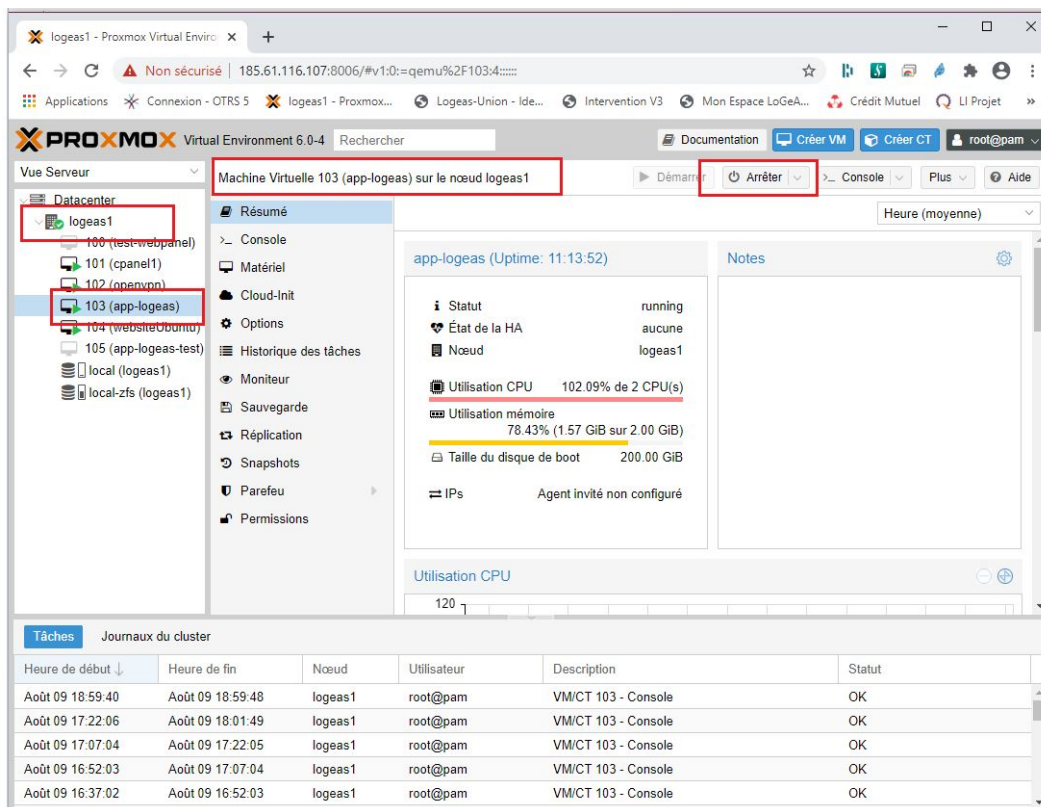 logeas1 - Proxmox Virtual Enviro
Non sécurisé | 185.61.116.107:8006/#v1:0:=qemu%2F103:4::::::
Applications Connexion - OTRS 5 logeas1 - Proxmox... Logeas-Union - Ide... Intervention V3 Mon Espace LoGeA... Crédit Mutuel LI Projet »
PROXMOX Virtual Environment 6.0-4 Rechercher Documentation Créer VM Créer CT root@pam
Vue Serveur
Machine Virtuelle 103 (app-logeas) sur le nœud logeas1 Démarrer Arrêter Console Plus Aide
Datacenter
logeas1
100 (test-webpanel)
101 (cpanel1)
102 (openvpn)
103 (app-logeas)
104 (websiteUbuntu)
105 (app-logeas-test)
local (logeas1)
local-zfs (logeas1)
Résumé
Console
Matériel
Cloud-Init
Options
Historique des tâches
Moniteur
Sauvegarde
Réplication
Snapshots
Parefeu
Permissions
Heure (moyenne)
app-logeas (Uptime: 11:13:52)
Statut running
État de la HA aucune
Nœud logeas1
Utilisation CPU 102.09% de 2 CPU(s)
Utilisation mémoire
78.43% (1.57 GiB sur 2.00 GiB)
Taille du disque de boot 200.00 GiB
IPs Agent invité non configuré
Notes
Utilisation CPU
120
Tâches Journaux du cluster
Heure de début Heure de fin Nœud Utilisateur Description Statut
Août 09 18:59:40 Août 09 18:59:48 logeas1 root@pam VM/CT 103 - Console OK
Août 09 17:22:06 Août 09 18:01:49 logeas1 root@pam VM/CT 103 - Console OK
Août 09 17:07:04 Août 09 17:22:05 logeas1 root@pam VM/CT 103 - Console OK
Août 09 16:52:03 Août 09 17:07:04 logeas1 root@pam VM/CT 103 - Console OK
Août 09 16:37:02 Août 09 16:52:03 logeas1 root@pam VM/CT 103 - Console OK